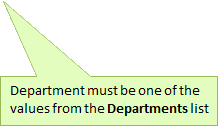 Department must be one of the
values from the Departments list